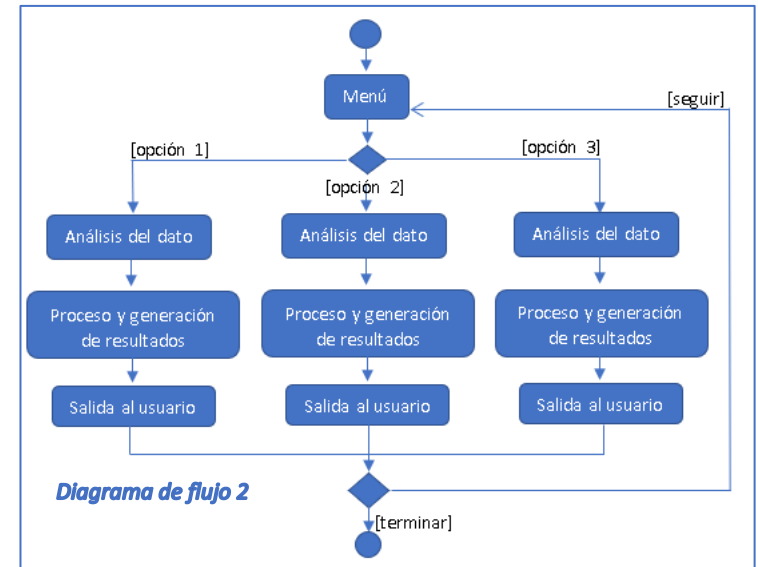 Menú
[seguir]
[opción 1]
[opción 3]
[opción 2]
Análisis del dato
Análisis del dato
Análisis del dato
Proceso y generación
de resultados
Proceso y generación
de resultados
Proceso y generación
de resultados
Salida al usuario
Salida al usuario
Salida al usuario
Diagrama de flujo 2
[terminar]